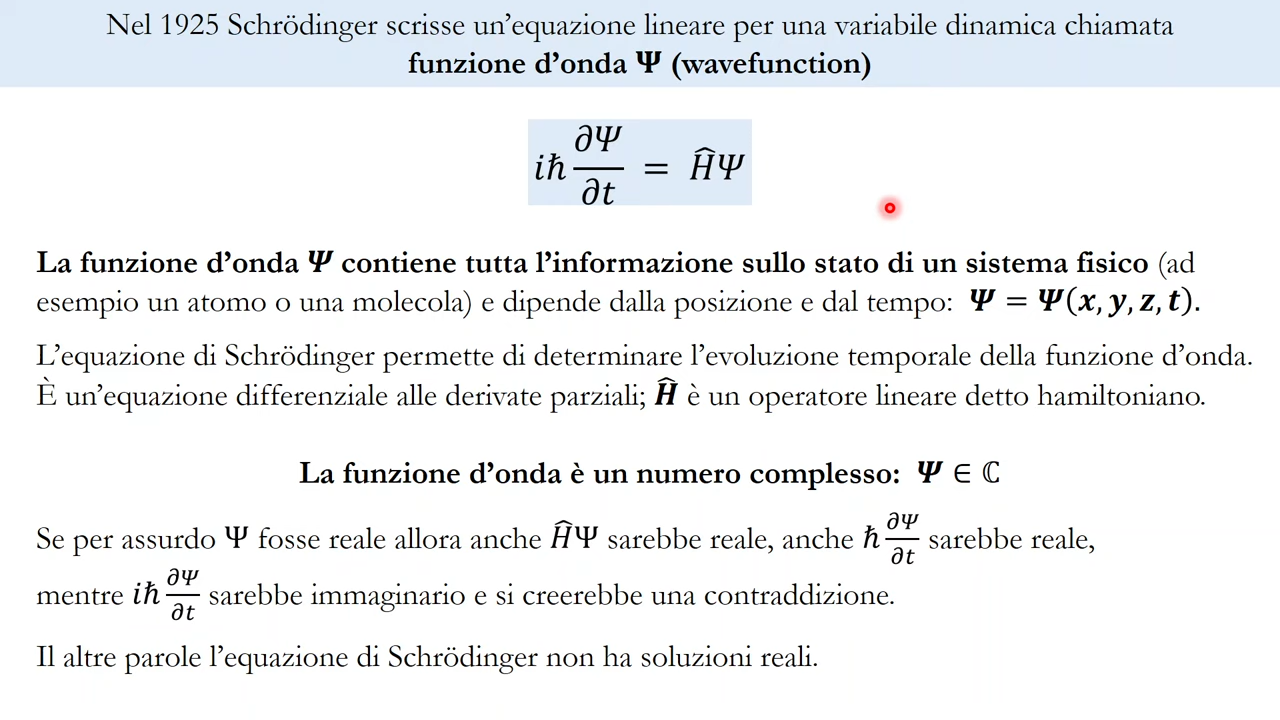 Nel 1925 Schrödinger scrisse un’equazione lineare per una variabile dinamica chiamata
funzione d’onda Ψ (wavefunction)
iħ ∂Ψ/∂t = ĤΨ
La funzione d’onda Ψ contiene tutta l’informazione sullo stato di un sistema fisico (ad
esempio un atomo o una molecola) e dipende dalla posizione e dal tempo: Ψ = Ψ(x, y, z, t).
L’equazione di Schrödinger permette di determinare l’evoluzione temporale della funzione d’onda.
È un’equazione differenziale alle derivate parziali; Ĥ è un operatore lineare detto hamiltoniano.
La funzione d’onda è un numero complesso: Ψ ∈ ℂ
Se per assurdo Ψ fosse reale allora anche ĤΨ sarebbe reale, anche ħ ∂Ψ/∂t sarebbe reale,
mentre iħ ∂Ψ/∂t sarebbe immaginario e si creerebbe una contraddizione.
Il altre parole l’equazione di Schrödinger non ha soluzioni reali.